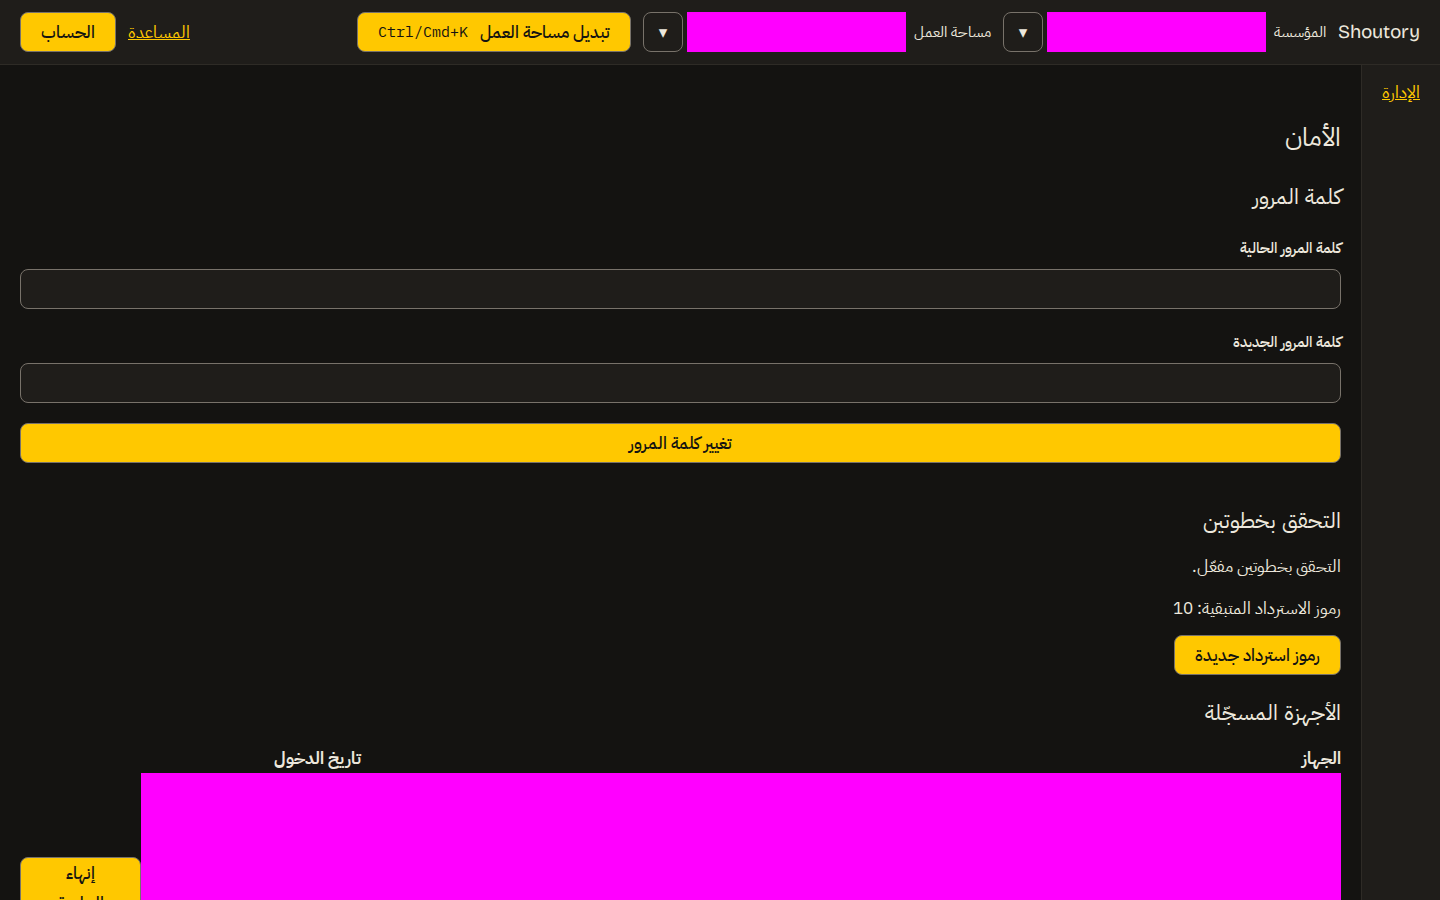 Shoutory
المؤسسة
▼
مساحة العمل
▼
تبديل مساحة العمل Ctrl/Cmd+K
المساعدة
الحساب
الإدارة
الأمان
كلمة المرور
كلمة المرور الحالية
كلمة المرور الجديدة
تغيير كلمة المرور
التحقق بخطوتين
التحقق بخطوتين مفعّل.
رموز الاسترداد المتبقية: 10
رموز استرداد جديدة
الأجهزة المسجّلة
الجهاز تاريخ الدخول
إنهاء